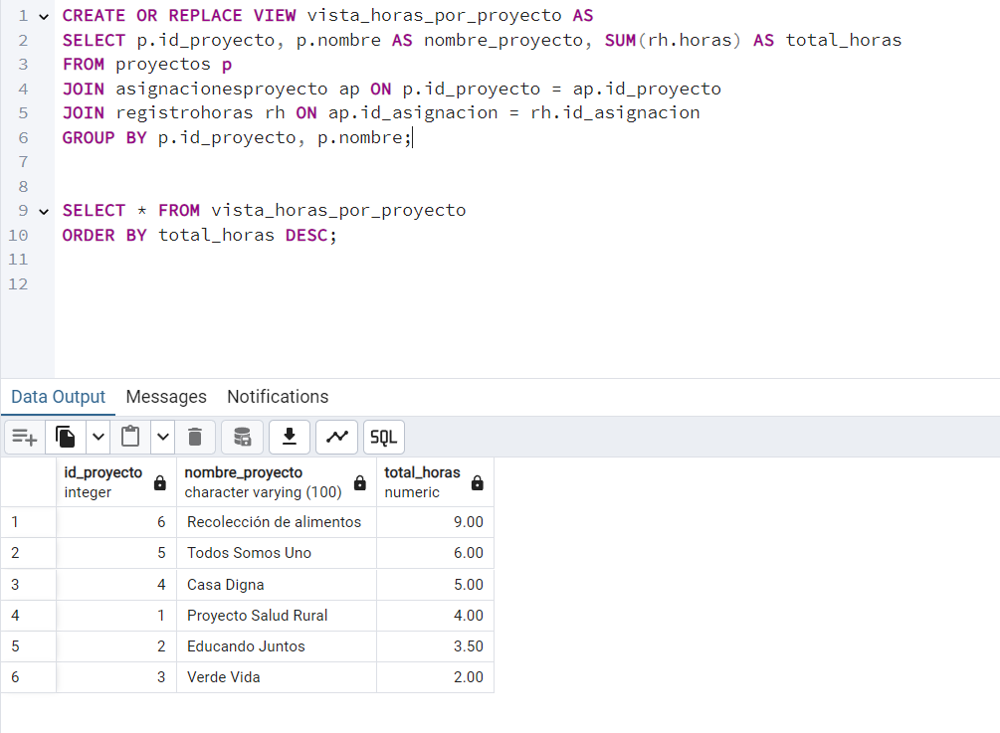 1 CREATE OR REPLACE VIEW vista_horas_por_proyecto AS
2 SELECT p.id_proyecto, p.nombre AS nombre_proyecto, SUM(rh.horas) AS total_horas
3 FROM proyectos p
4 JOIN asignacionesproyecto ap ON p.id_proyecto = ap.id_proyecto
5 JOIN registrohoras rh ON ap.id_asignacion = rh.id_asignacion
6 GROUP BY p.id_proyecto, p.nombre;
7
8
9 SELECT * FROM vista_horas_por_proyecto
10 ORDER BY total_horas DESC;
11
12
Data Output Messages Notifications
SQL
id_proyecto nombre_proyecto total_horas
integer character varying (100) numeric
1 6 Recolección de alimentos 9.00
2 5 Todos Somos Uno 6.00
3 4 Casa Digna 5.00
4 1 Proyecto Salud Rural 4.00
5 2 Educando Juntos 3.50
6 3 Verde Vida 2.00